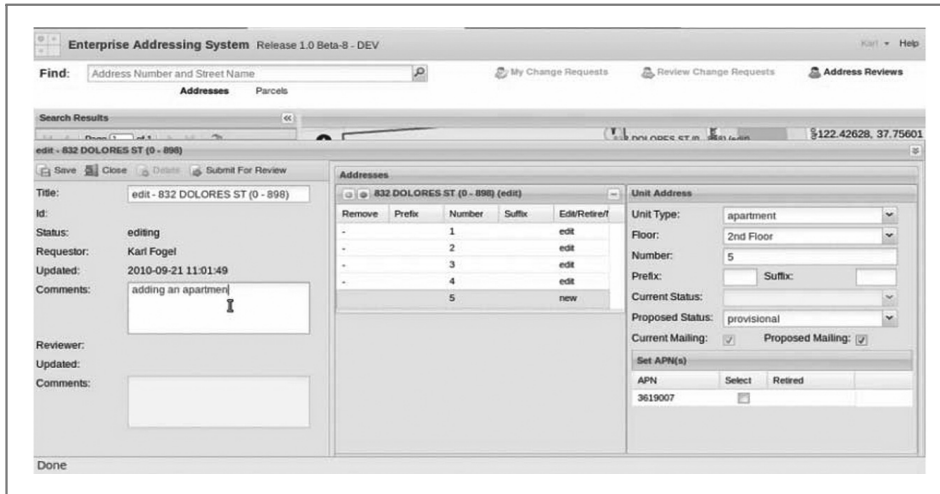 Enterprise Addressing System Release 1.0 Beta-8 - DEV
Karl Help
Find: Address Number and Street Name
My Change Requests Review Change Requests Address Reviews
Addresses Parcels
Search Results
Page 1 of 1
-122.42628, 37.75601
edit - 832 DOLORES ST (0 - 898)
Save Close Delete Submit For Review
Title: edit - 832 DOLORES ST (0 - 898)
Id:
Status: editing
Requestor: Karl Fogel
Updated: 2010-09-21 11:01:49
Comments: adding an apartmen
Reviewer:
Updated:
Comments:
Addresses
832 DOLORES ST (0 - 898) (edit)
Remove Prefix Number Suffix Edit/Retire/
- 1 edit
- 2 edit
- 3 edit
- 4 edit
5 new
Unit Address
Unit Type: apartment
Floor: 2nd Floor
Number: 5
Prefix: Suffix:
Current Status:
Proposed Status: provisional
Current Mailing: Proposed Mailing:
Set APN(s)
APN Select Retired
3619007
Done